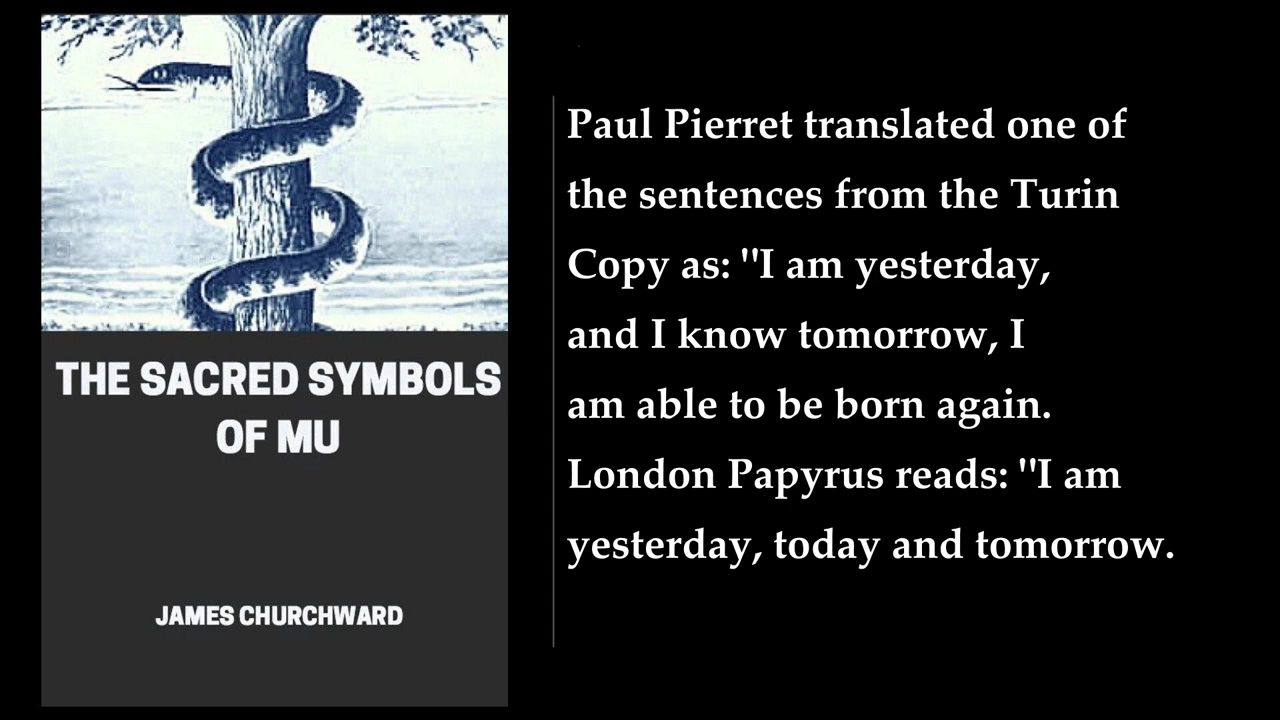 THE SACRED SYMBOLS
OF MU
JAMES CHURCHWARD
Paul Pierret translated one of
the sentences from the Turin
Copy as: "I am yesterday,
and I know tomorrow, I
am able to be born again.
London Papyrus reads: "I am
yesterday, today and tomorrow.